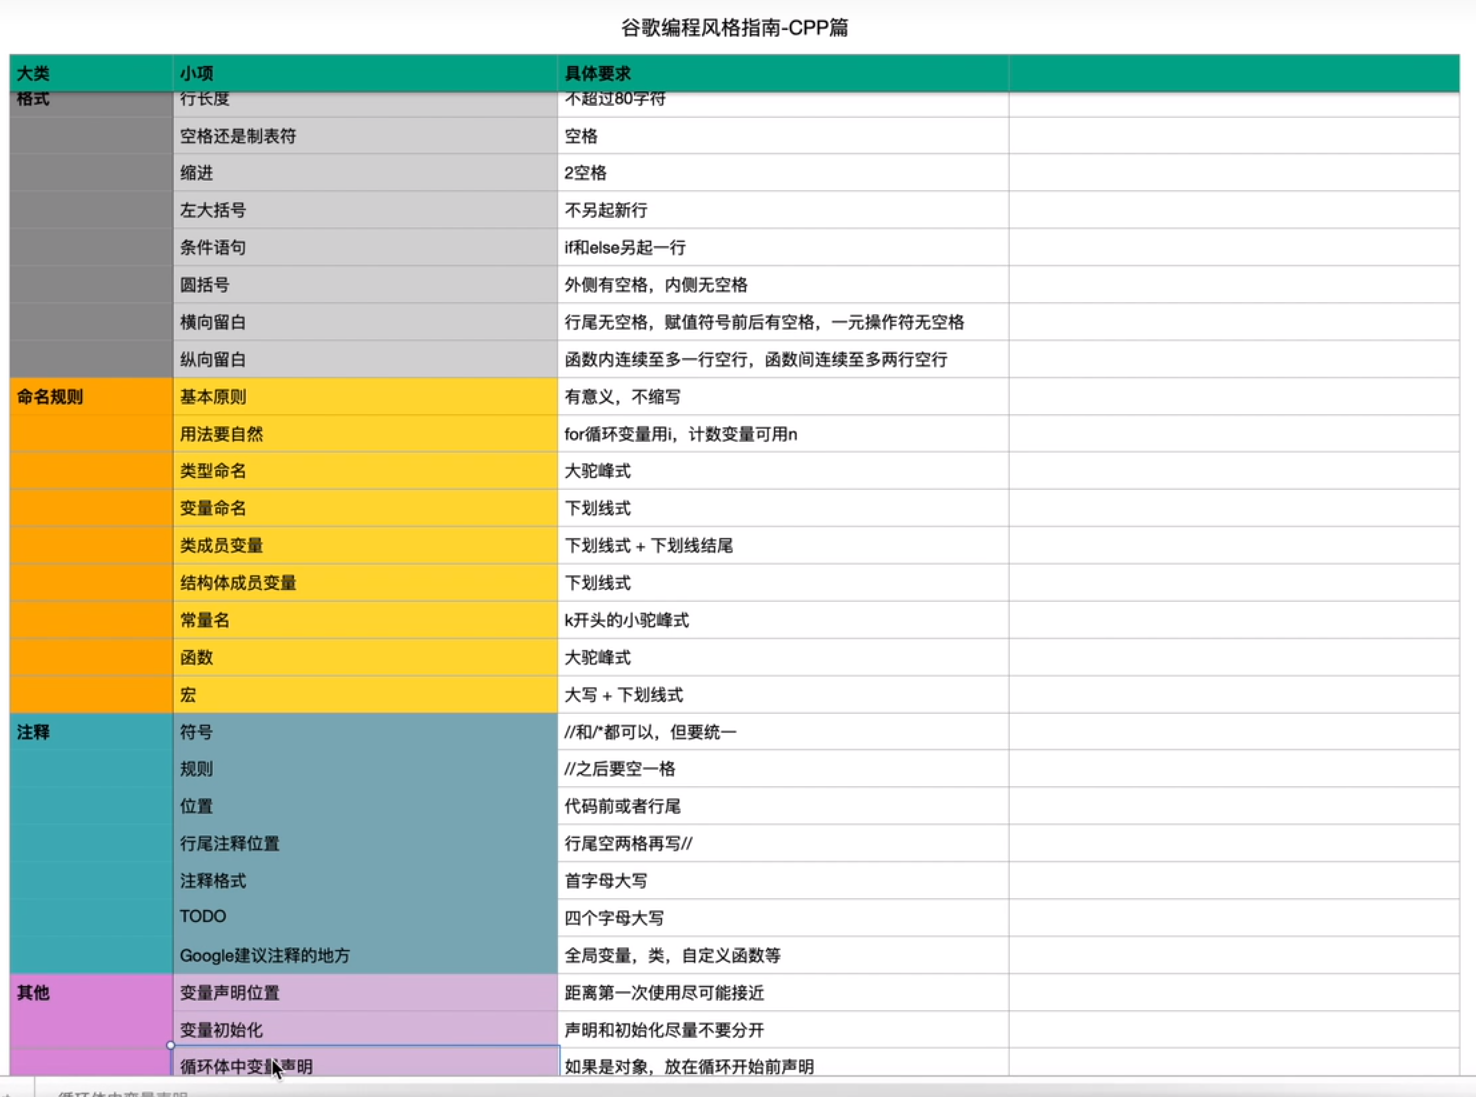 谷歌编程风格指南-CPP篇
大类 小项 具体要求
格式 行长度 不超过80字符
空格还是制表符 空格
缩进 2空格
左大括号 不另起新行
条件语句 if和else另起一行
圆括号 外侧有空格，内侧无空格
横向留白 行尾无空格，赋值符号前后有空格，一元操作符无空格
纵向留白 函数内连续至多一行空行，函数间连续至多两行空行
命名规则 基本原则 有意义，不缩写
用法要自然 for循环变量用i，计数变量可用n
类型命名 大驼峰式
变量命名 下划线式
类成员变量 下划线式 + 下划线结尾
结构体成员变量 下划线式
常量名 k开头的小驼峰式
函数 大驼峰式
宏 大写 + 下划线式
注释 符号 //和/*都可以，但要统一
规则 //之后要空一格
位置 代码前或者行尾
行尾注释位置 行尾空两格再写//
注释格式 首字母大写
TODO 四个字母大写
Google建议注释的地方 全局变量，类，自定义函数等
其他 变量声明位置 距离第一次使用尽可能接近
变量初始化 声明和初始化尽量不要分开
循环体中变量声明 如果是对象，放在循环开始前声明
循环体中变量声明